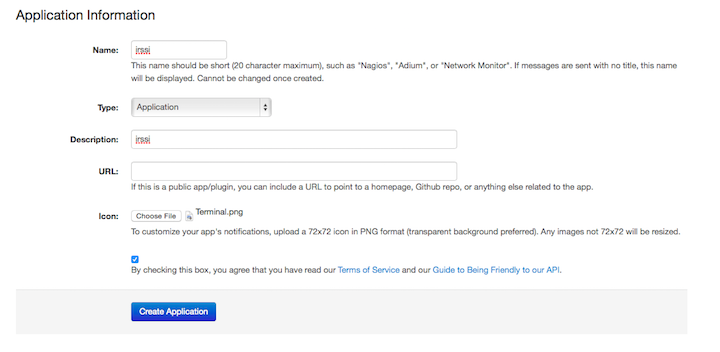 Application Information
Name: irssi
This name should be short (20 character maximum), such as "Nagios", "Adium", or "Network Monitor". If messages are sent with no title, this name
will be displayed. Cannot be changed once created.
Type: Application
Description: irssi
URL:
If this is a public app/plugin, you can include a URL to point to a homepage, Github repo, or anything else related to the app.
Icon: Choose File Terminal.png
To customize your app's notifications, upload a 72x72 icon in PNG format (transparent background preferred). Any images not 72x72 will be resized.
By checking this box, you agree that you have read our Terms of Service and our Guide to Being Friendly to our API.
Create Application